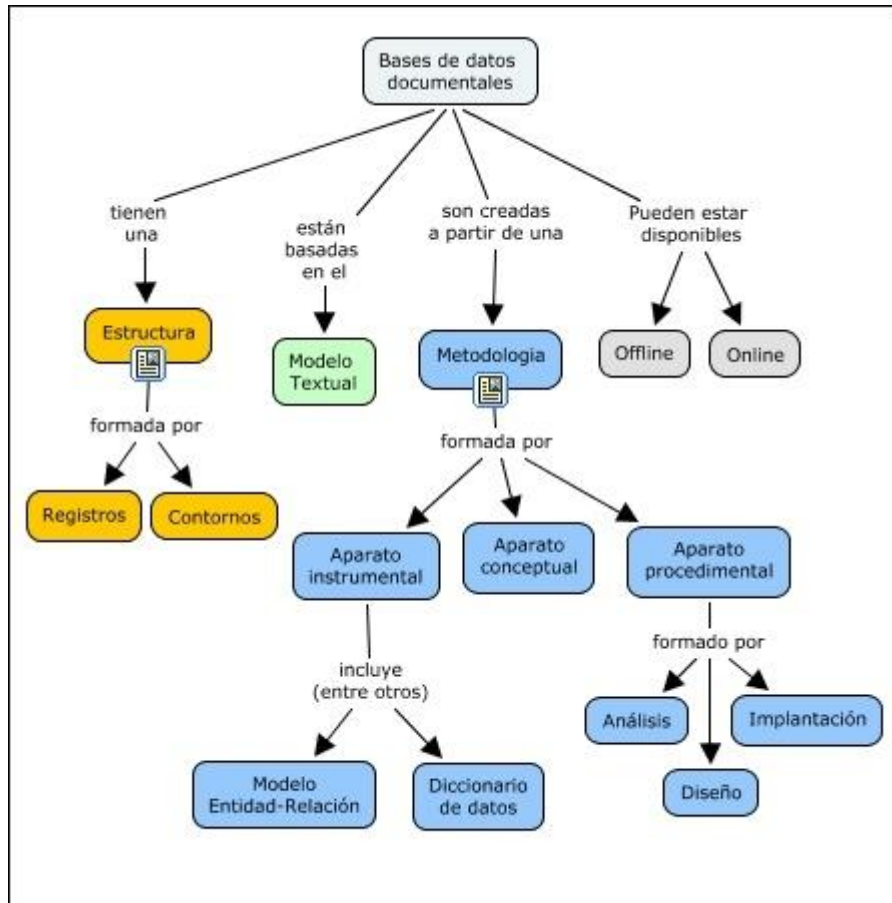 Bases de datos
documentales
tienen
una
están
basadas
en el
son creadas
a partir de una
Pueden estar
disponibles
Estructura
Modelo
Textual
Metodologia
Offline
Online
formada por
formada por
Registros
Contornos
Aparato
instrumental
Aparato
conceptual
Aparato
procedimental
incluye
(entre otros)
formado por
Análisis
Implantación
Diseño
Modelo
Entidad-Relación
Diccionario
de datos